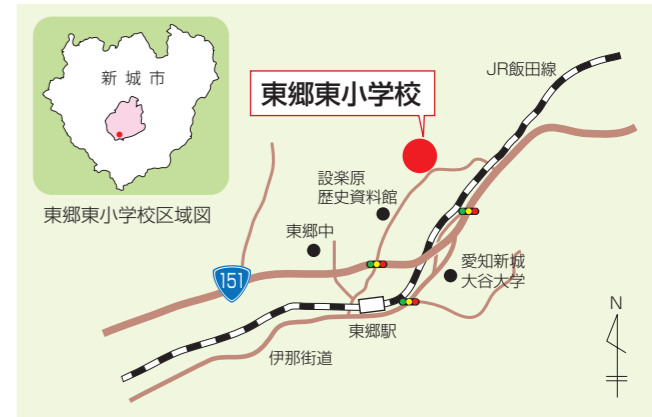 新城市
東郷東小学校区域図
東郷東小学校
JR飯田線
設楽原
歴史資料館
東郷中
151
愛知新城
大谷大学
東郷駅
伊那街道
N